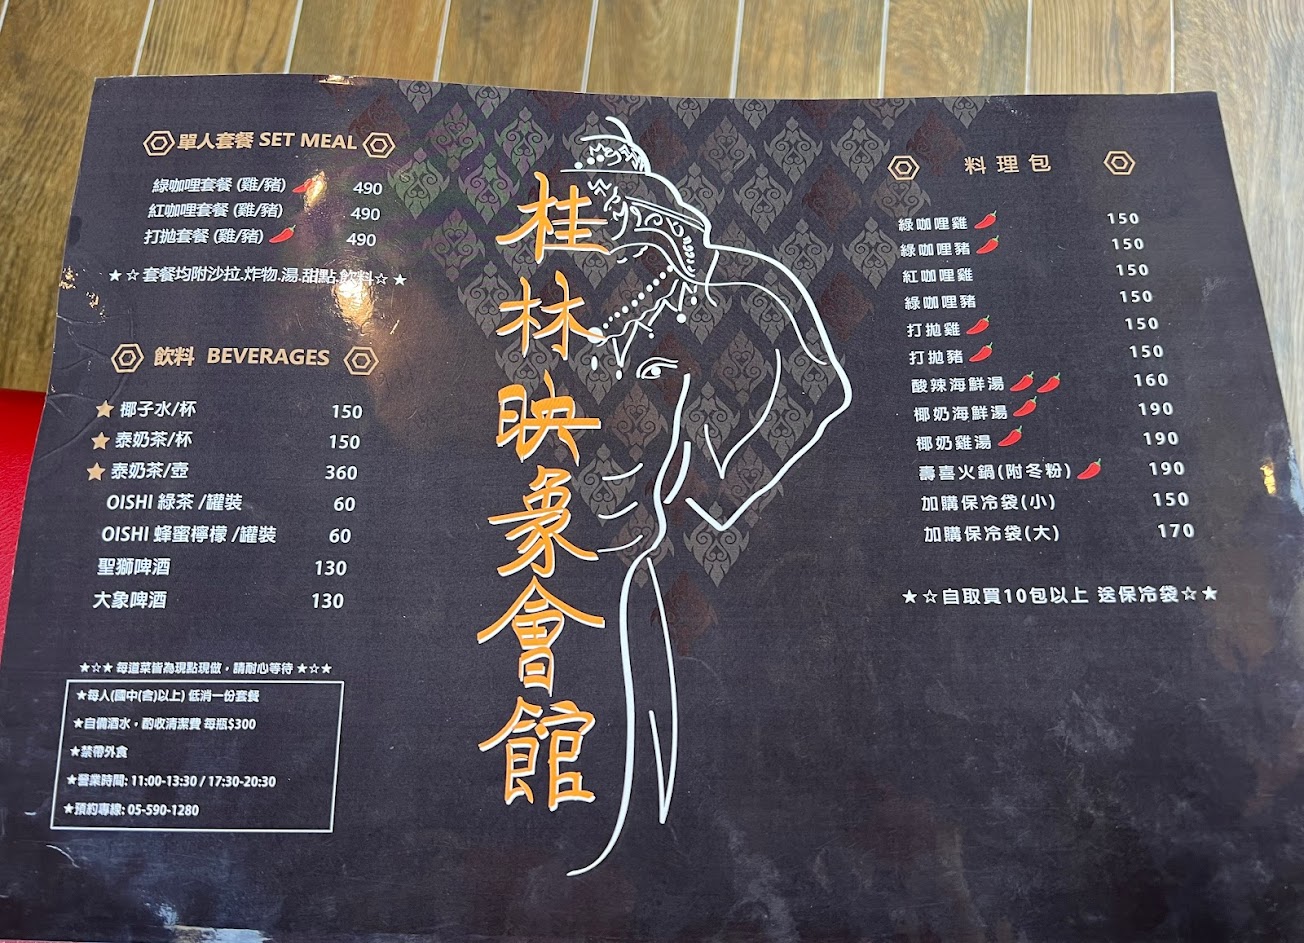 單人套餐 SET MEAL
綠咖哩套餐 (雞/豬) 490
紅咖哩套餐 (雞/豬) 490
打拋套餐 (雞/豬) 490
★☆套餐均附沙拉.炸物.湯.甜點.飲料☆★
飲料 BEVERAGES
★ 椰子水/杯 150
★ 泰奶茶/杯 150
★ 泰奶茶/壺 360
OISHI 綠茶 /罐裝 60
OISHI 蜂蜜檸檬 /罐裝 60
聖獅啤酒 130
大象啤酒 130
★☆★ 每道菜皆為現點現做，請耐心等待 ★☆★
★每人(國中(含)以上) 低消一份套餐
★自備酒水，酌收清潔費 每瓶$300
★禁帶外食
★營業時間: 11:00-13:30 / 17:30-20:30
★預約專線: 05-590-1280
桂林映象會館
料理包
綠咖哩雞 150
綠咖哩豬 150
紅咖哩雞 150
綠咖哩豬 150
打拋雞 150
打拋豬 150
酸辣海鮮湯 160
椰奶海鮮湯 190
椰奶雞湯 190
壽喜火鍋(附冬粉) 190
加購保冷袋(小) 150
加購保冷袋(大) 170
★☆自取買10包以上 送保冷袋☆★